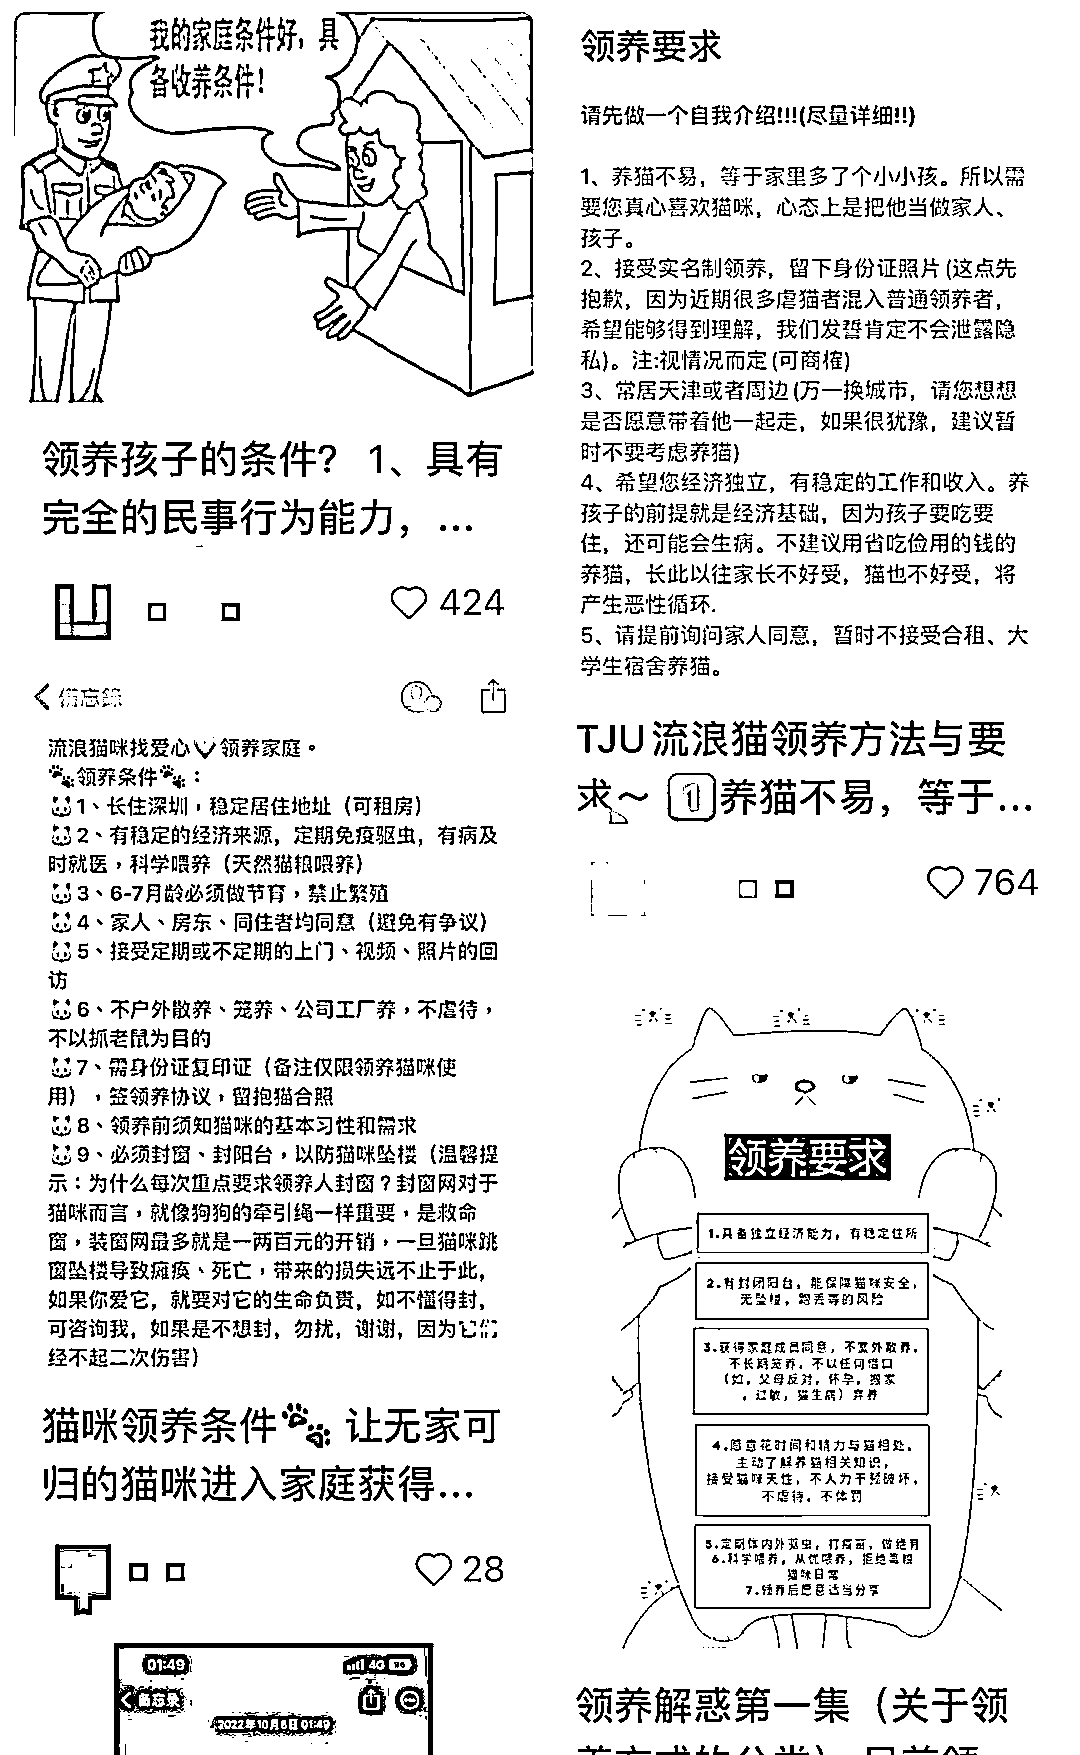 我的家庭条件好，具
备收养条件！
领养孩子的条件？ 1、具有
完全的民事行为能力，...
424
备忘錄
流浪猫咪找爱心领养家庭。
🐾领养条件🐾：
🐱1、长住深圳，稳定居住地址（可租房）
🐱2、有稳定的经济来源，定期免疫驱虫，有病及
时就医，科学喂养（天然猫粮喂养）
🐱3、6-7月龄必须做节育，禁止繁殖
🐱4、家人、房东、同住者均同意（避免有争议）
🐱5、接受定期或不定期的上门、视频、照片的回
访
🐱6、不户外散养、笼养、公司工厂养，不虐待，
不以抓老鼠为目的
🐱7、需身份证复印证（备注仅限领养猫咪使
用），签领养协议，留抱猫合照
🐱8、领养前须知猫咪的基本习性和需求
🐱9、必须封窗、封阳台，以防猫咪坠楼（温馨提
示：为什么每次重点要求领养人封窗？封窗网对于
猫咪而言，就像狗狗的牵引绳一样重要，是救命
窗，装窗网最多就是一两百元的开销，一旦猫咪跳
窗坠楼导致瘫痪、死亡，带来的损失远不止于此，
如果你爱它，就要对它的生命负责，如不懂得封，
可咨询我，如果是不想封，勿扰，谢谢，因为它们
经不起二次伤害）
猫咪领养条件🐾 让无家可
归的猫咪进入家庭获得...
28
01:49
4G
备忘录
2022年10月6日 01:49
领养要求
请先做一个自我介绍!!!(尽量详细!!)
1、养猫不易，等于家里多了个小小孩。所以需
要您真心喜欢猫咪，心态上是把他当做家人、
孩子。
2、接受实名制领养，留下身份证照片(这点先
抱歉，因为近期很多虐猫者混入普通领养者，
希望能够得到理解，我们发誓肯定不会泄露隐
私)。注:视情况而定(可商榷)
3、常居天津或者周边(万一换城市，请您想想
是否愿意带着他一起走，如果很犹豫，建议暂
时不要考虑养猫)
4、希望您经济独立，有稳定的工作和收入。养
孩子的前提就是经济基础，因为孩子要吃要
住，还可能会生病。不建议用省吃俭用的钱的
养猫，长此以往家长不好受，猫也不好受，将
产生恶性循环.
5、请提前询问家人同意，暂时不接受合租、大
学生宿舍养猫。
TJU流浪猫领养方法与要
求～ 1养猫不易，等于...
764
领养要求
1.具备独立经济能力，有稳定住所
2.有封闭阳台，能保障猫咪安全，
无坠楼，跑丢等的风险
3.获得家庭成员同意，不室外散养，
不长期笼养，不以任何借口
（如，父母反对，怀孕，搬家
，过敏，猫生病）弃养
4.愿意花时间和精力与猫相处，
主动了解养猫相关知识，
接受猫咪天性，不人为干预破坏，
不虐待，不体罚
5.定期体内外驱虫，打疫苗，做绝育
6.科学喂养，从优喂养，拒绝毒粮
猫咪日常
7.领养后愿意适当分享
领养解惑第一集（关于领